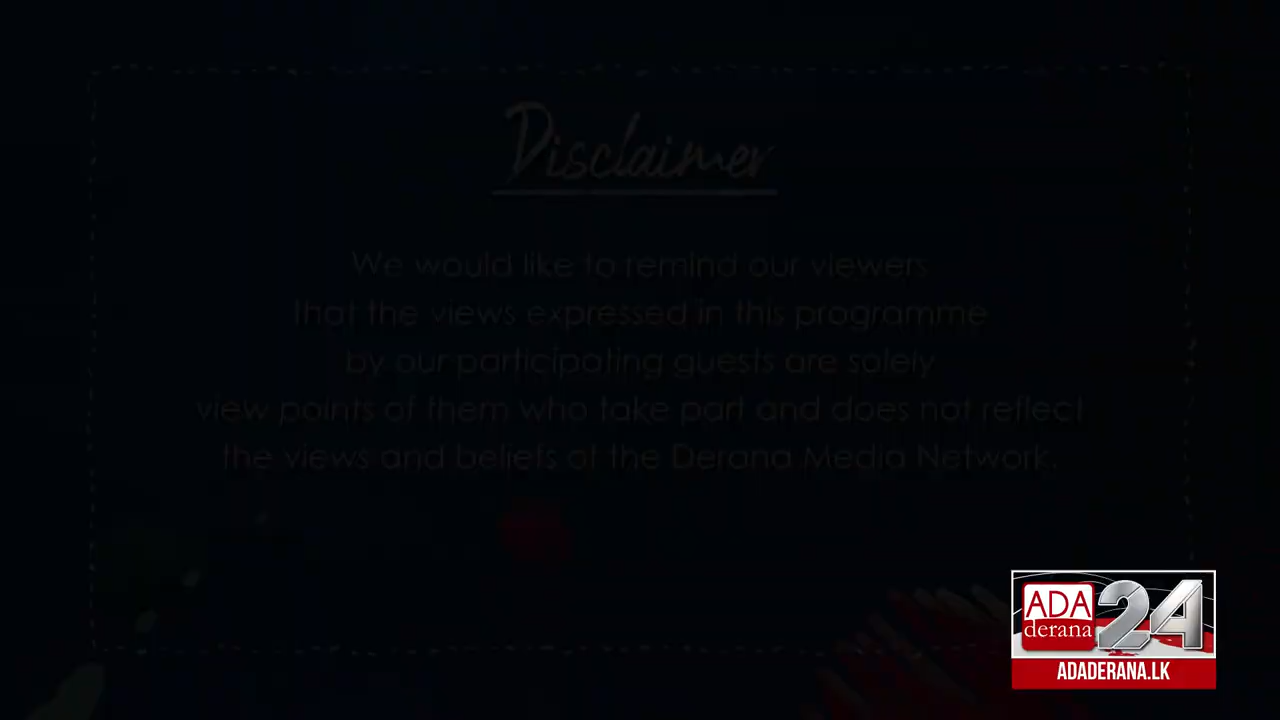 Disclaimer
We would like to remind our viewers
that the views expressed in this programme
by our participating guests are solely
view points of them who take part and does not reflect
the views and beliefs of the Derana Media Network.
ADA
derana
24
ADADERANA.LK